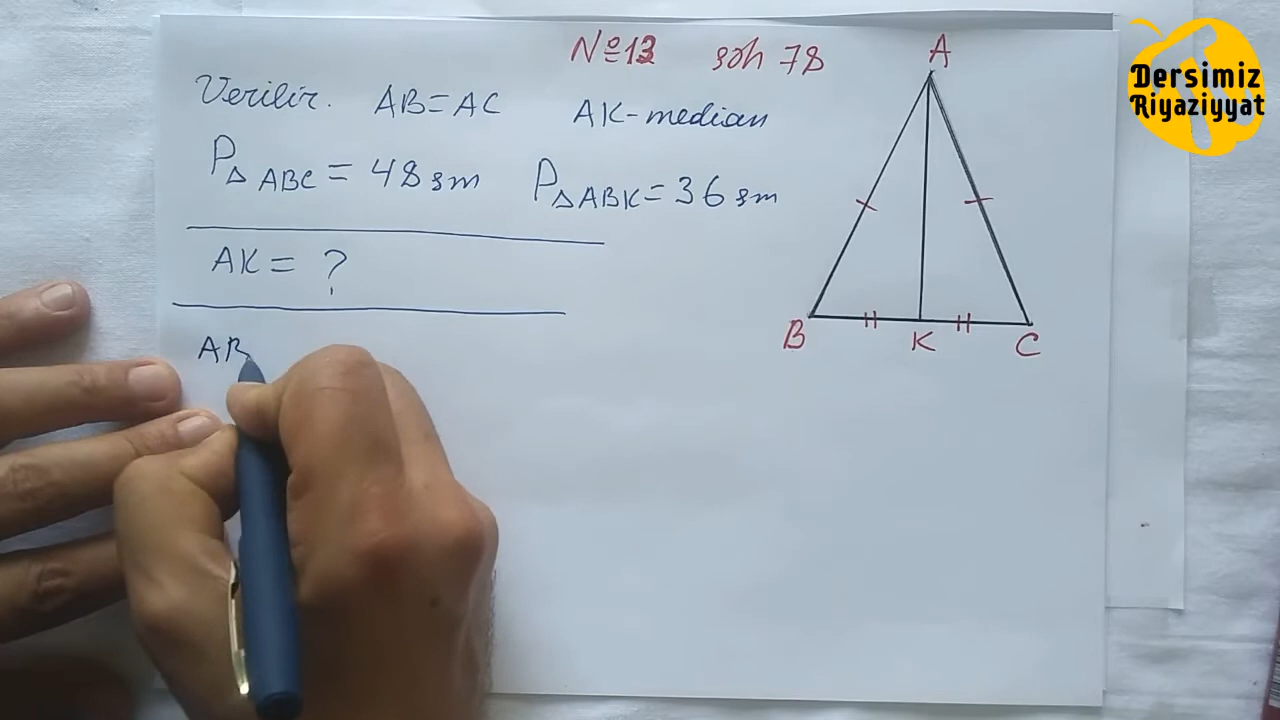 №13 səh 78
Verilir. AB=AC AK-median
P△ABC = 48 sm P△ABK = 36 sm
AK = ?
AB
A
B K C
Dersimiz
Riyaziyyat